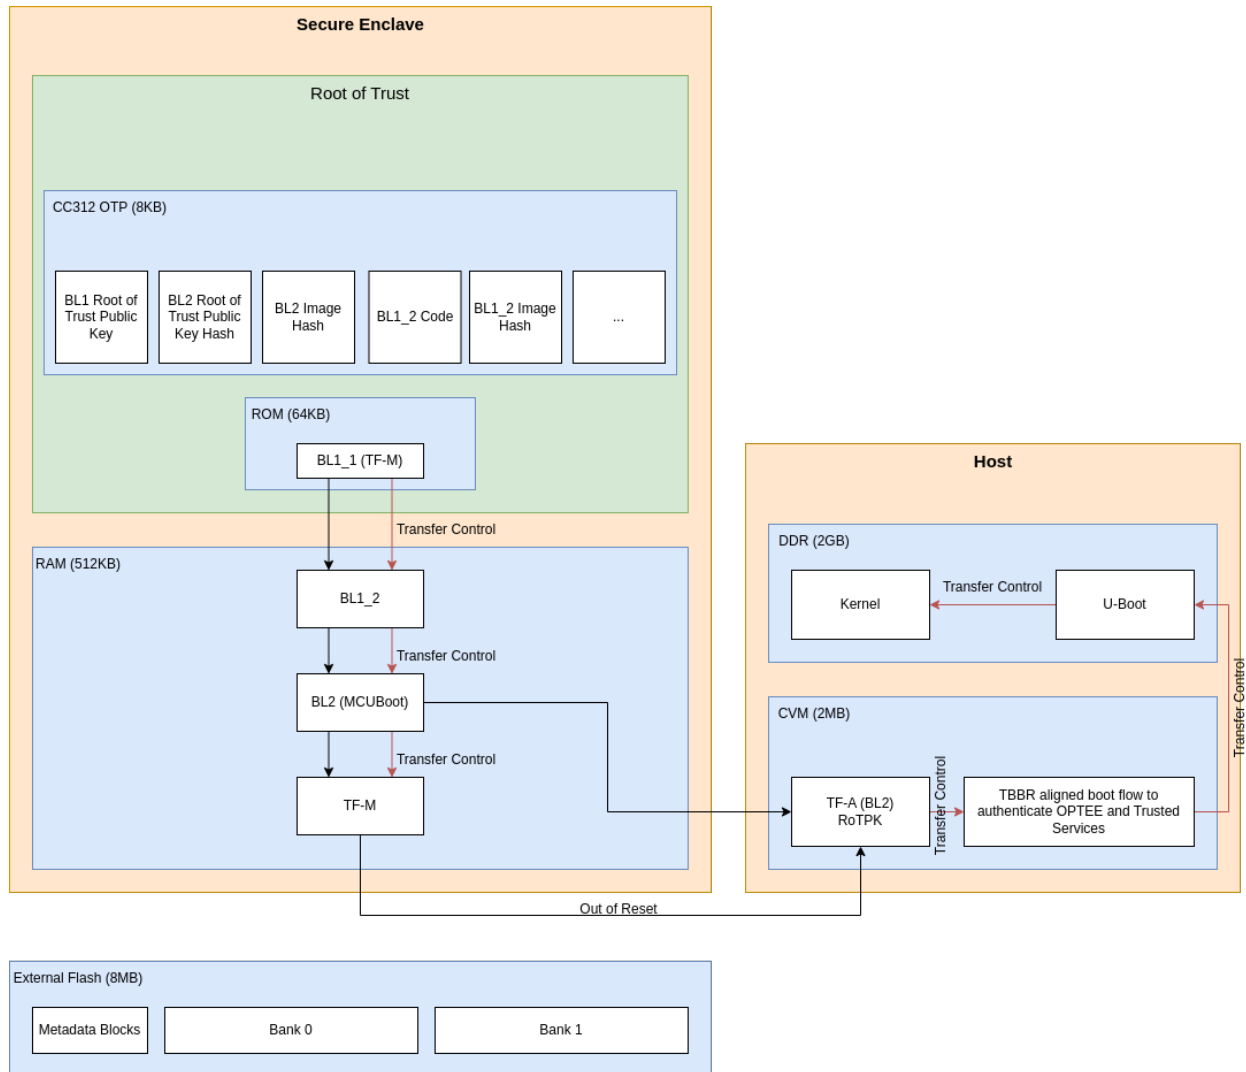 Secure Enclave
Root of Trust
CC312 OTP (8KB)
BL1 Root of
Trust Public
Key
BL2 Root of
Trust Public
Key Hash
BL2 Image
Hash
BL1_2 Code
BL1_2 Image
Hash
...
ROM (64KB)
BL1_1 (TF-M)
Transfer Control
RAM (512KB)
BL1_2
Transfer Control
BL2 (MCUBoot)
Transfer Control
TF-M
Host
DDR (2GB)
Kernel
Transfer Control
U-Boot
Transfer Control
CVM (2MB)
TF-A (BL2)
RoTPK
Transfer Control
TBBR aligned boot flow to
authenticate OPTEE and Trusted
Services
Out of Reset
External Flash (8MB)
Metadata Blocks
Bank 0
Bank 1